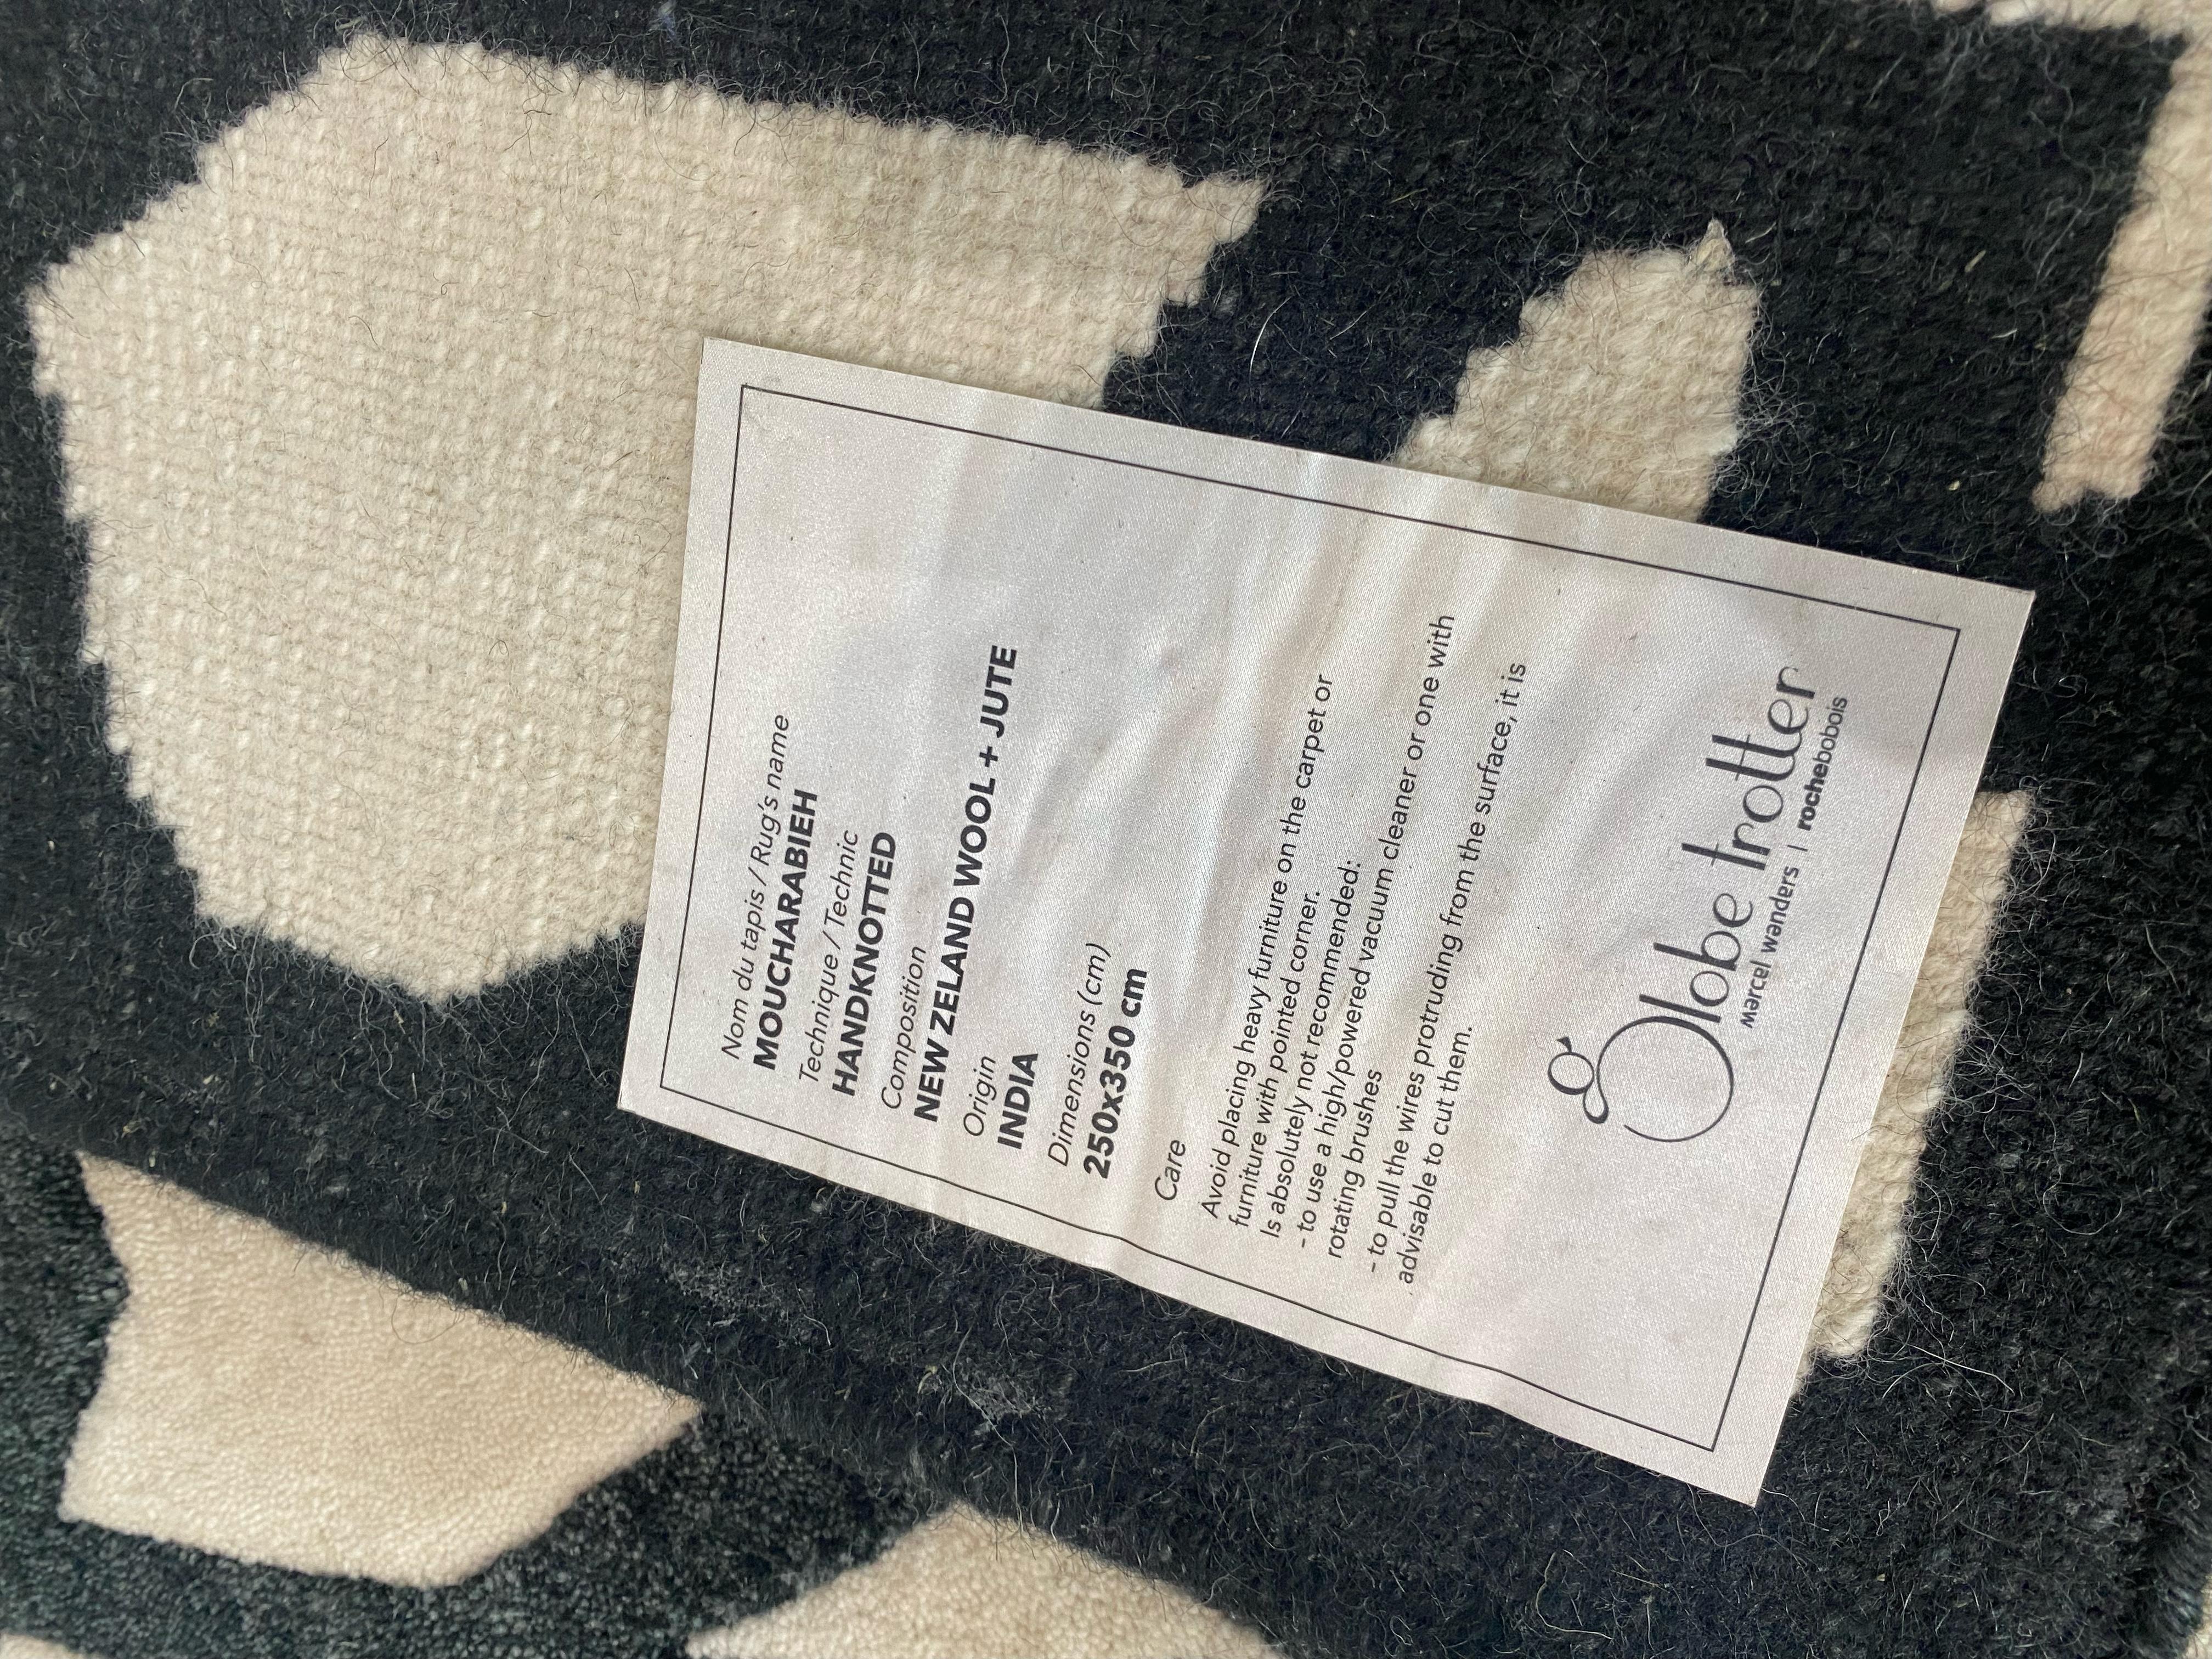 Nom du tapis / Rug's name
MOUCHARABIEH
Technique / Technic
HANDKNOTTED
Composition
NEW ZELAND WOOL + JUTE
Origin
INDIA
Dimensions (cm)
250x350 cm
Care
Avoid placing heavy furniture on the carpet or
furniture with pointed corner.
Is absolutely not recommended:
- to use a high/powered vacuum cleaner or one with
rotating brushes
- to pull the wires protruding from the surface, it is
advisable to cut them.
Globe trotter
marcel wanders | rochebobois